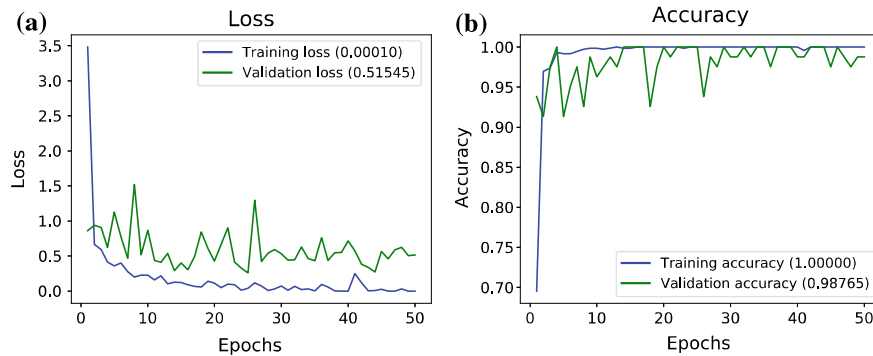 (a)
Loss
3.5
3.0
2.5
2.0
1.5
1.0
0.5
0.0
Loss
Training loss (0.00010)
Validation loss (0.51545)
0
10
20
30
40
50
Epochs
(b)
Accuracy
1.00
0.95
0.90
0.85
0.80
0.75
0.70
Accuracy
Training accuracy (1.00000)
Validation accuracy (0.98765)
0
10
20
30
40
50
Epochs